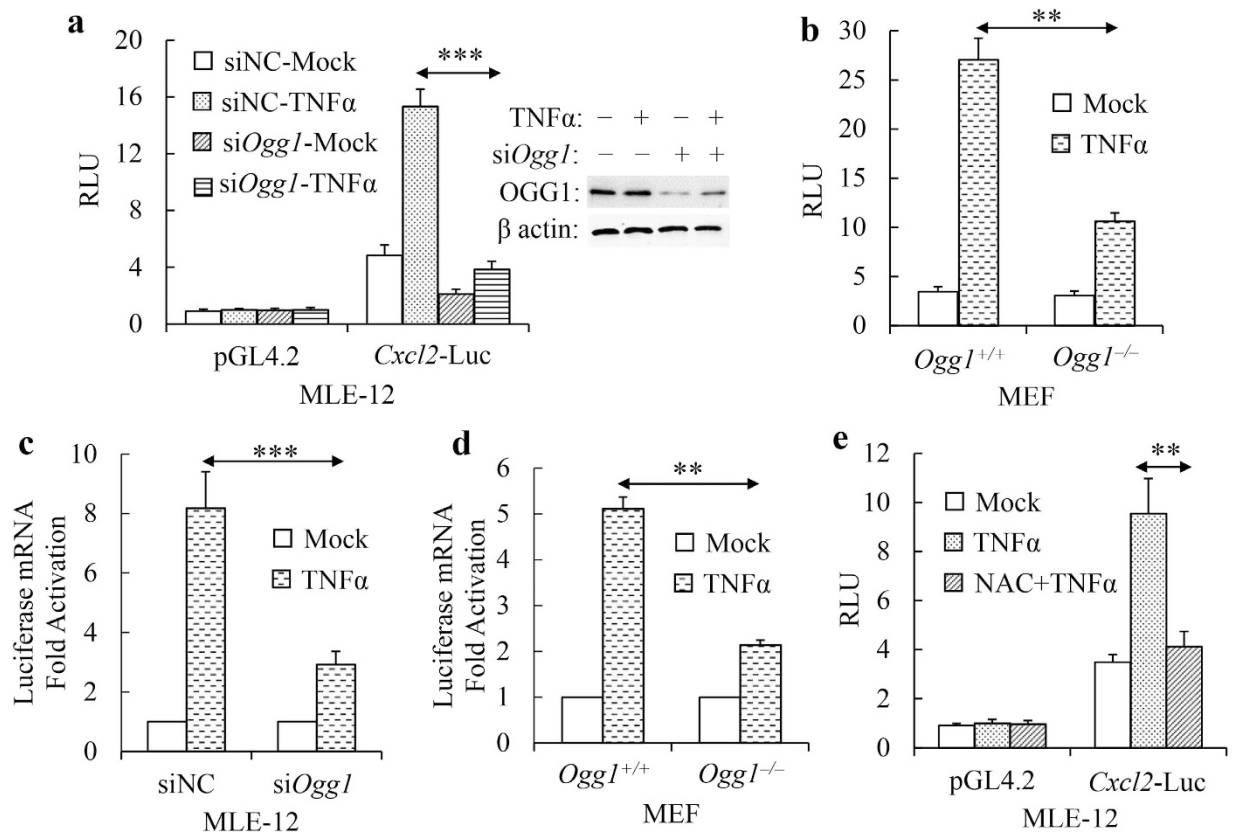 a
20
16
12
8
4
0
RLU
siNC-Mock
siNC-TNFα
siOgg1-Mock
siOgg1-TNFα
***
pGL4.2 Cxcl2-Luc
MLE-12
TNFα: – + – +
siOgg1: – – + +
OGG1:
β actin:
b
30
25
20
15
10
5
0
RLU
**
Mock
TNFα
Ogg1+/+ Ogg1–/–
MEF
c
10
8
6
4
2
0
Luciferase mRNA
Fold Activation
***
Mock
TNFα
siNC siOgg1
MLE-12
d
6
5
4
3
2
1
0
Luciferase mRNA
Fold Activation
**
Mock
TNFα
Ogg1+/+ Ogg1–/–
MEF
e
12
10
8
6
4
2
0
RLU
**
Mock
TNFα
NAC+TNFα
pGL4.2 Cxcl2-Luc
MLE-12